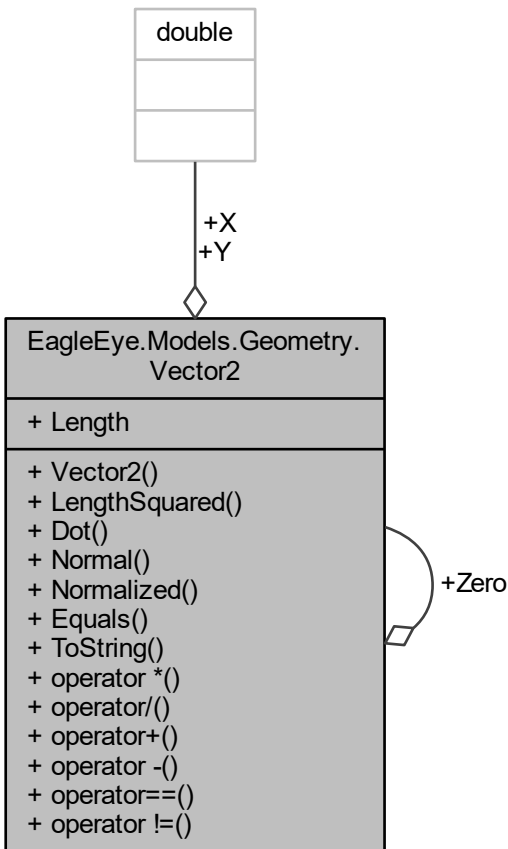 double
+X
+Y
EagleEye.Models.Geometry.
Vector2
+ Length
+ Vector2()
+ LengthSquared()
+ Dot()
+ Normal()
+ Normalized()
+ Equals()
+ ToString()
+ operator *()
+ operator/()
+ operator+()
+ operator -()
+ operator==()
+ operator !=()
+Zero